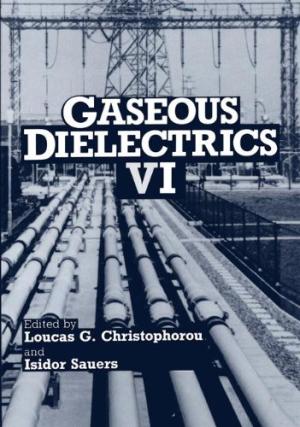 GASEOUS
DIELECTRICS
VI
Edited by
Loucas G. Christophorou
and
Isidor Sauers